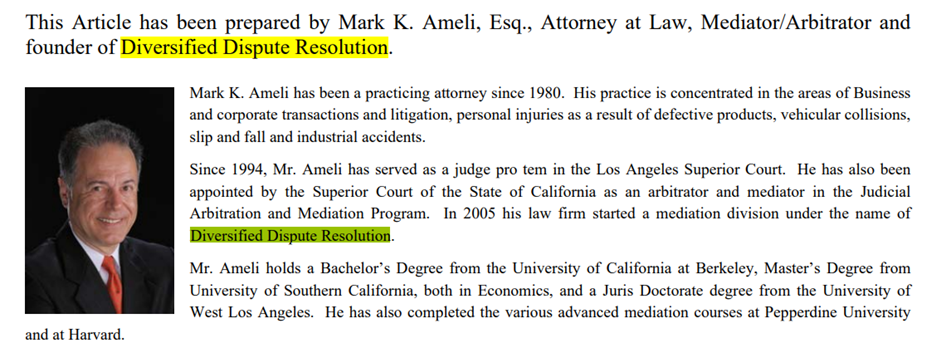 This Article has been prepared by Mark K. Ameli, Esq., Attorney at Law, Mediator/Arbitrator and
founder of Diversified Dispute Resolution.
Mark K. Ameli has been a practicing attorney since 1980. His practice is concentrated in the areas of Business
and corporate transactions and litigation, personal injuries as a result of defective products, vehicular collisions,
slip and fall and industrial accidents.
Since 1994, Mr. Ameli has served as a judge pro tem in the Los Angeles Superior Court. He has also been
appointed by the Superior Court of the State of California as an arbitrator and mediator in the Judicial
Arbitration and Mediation Program. In 2005 his law firm started a mediation division under the name of
Diversified Dispute Resolution.
Mr. Ameli holds a Bachelor’s Degree from the University of California at Berkeley, Master’s Degree from
University of Southern California, both in Economics, and a Juris Doctorate degree from the University of
West Los Angeles. He has also completed the various advanced mediation courses at Pepperdine University
and at Harvard.